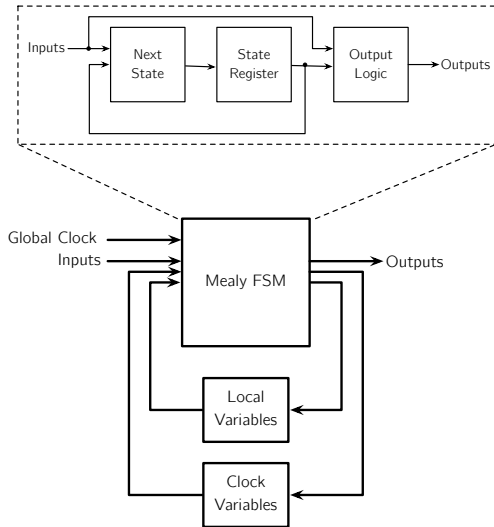 Inputs
Next
State
State
Register
Output
Logic
Outputs
Global Clock
Inputs
Mealy FSM
Outputs
Local
Variables
Clock
Variables